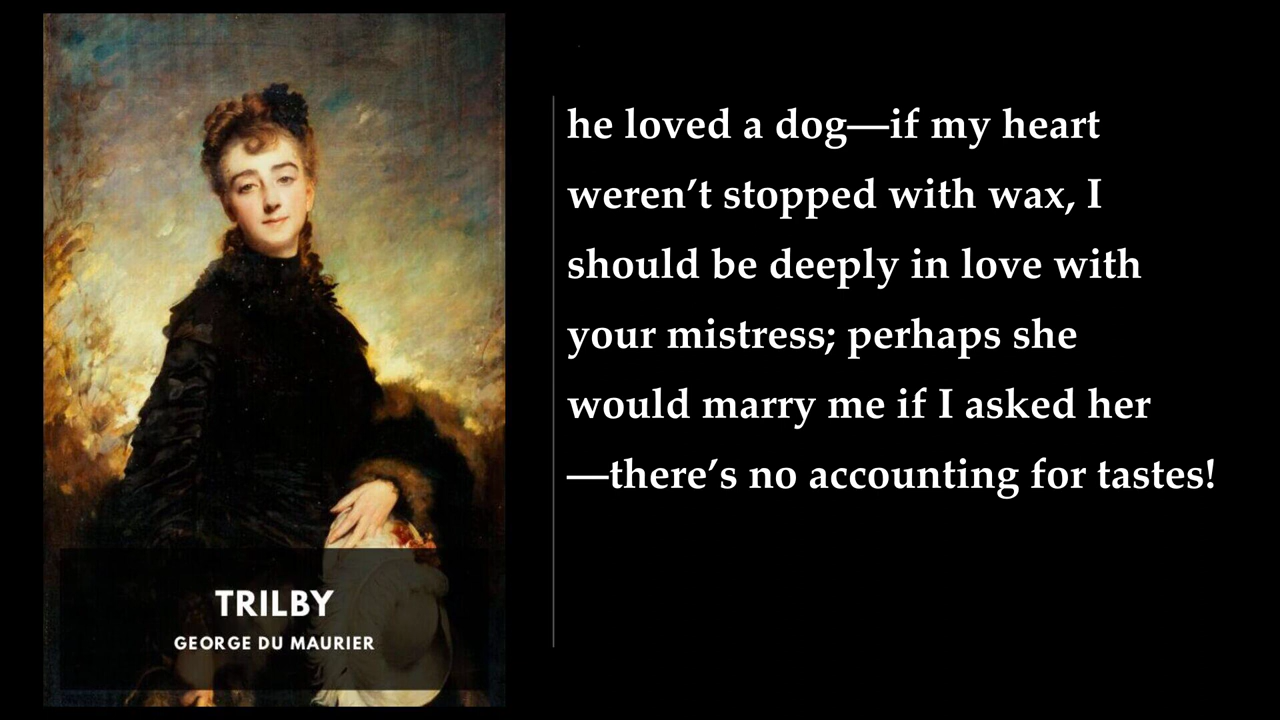 he loved a dog—if my heart
weren’t stopped with wax, I
should be deeply in love with
your mistress; perhaps she
would marry me if I asked her
—there’s no accounting for tastes!
TRILBY
GEORGE DU MAURIER